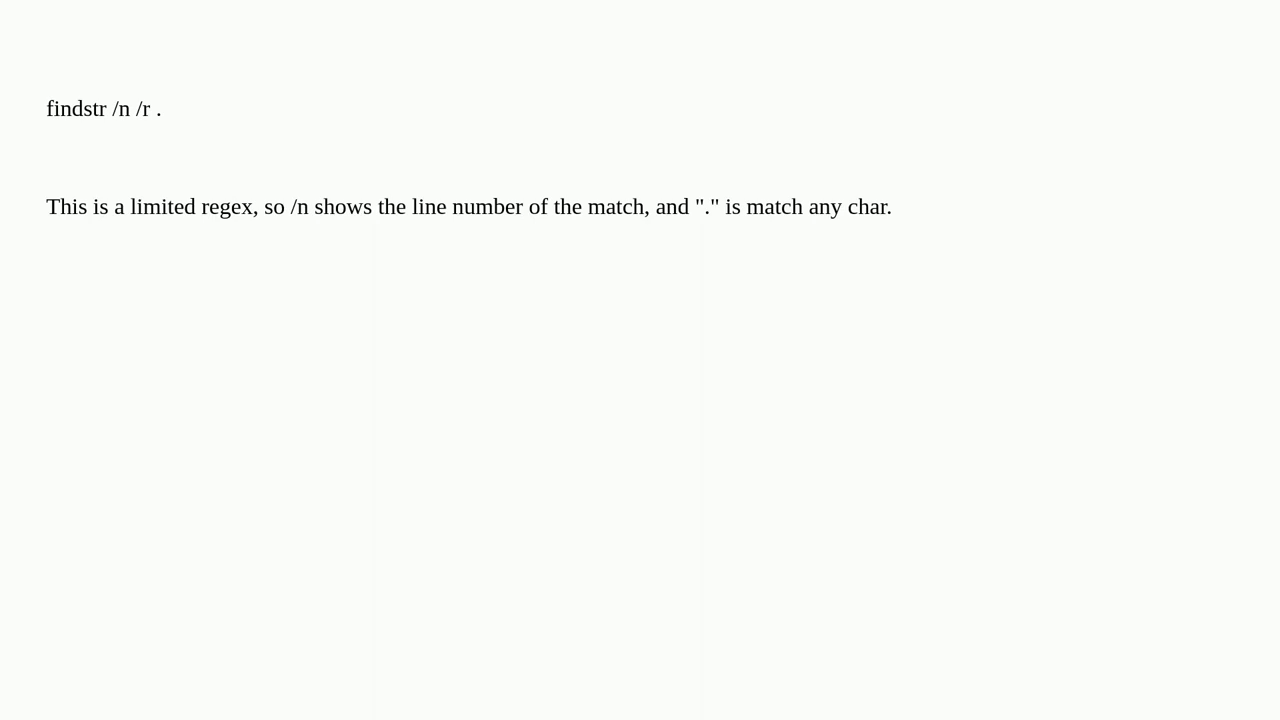 findstr /n /r .
This is a limited regex, so /n shows the line number of the match, and "." is match any char.